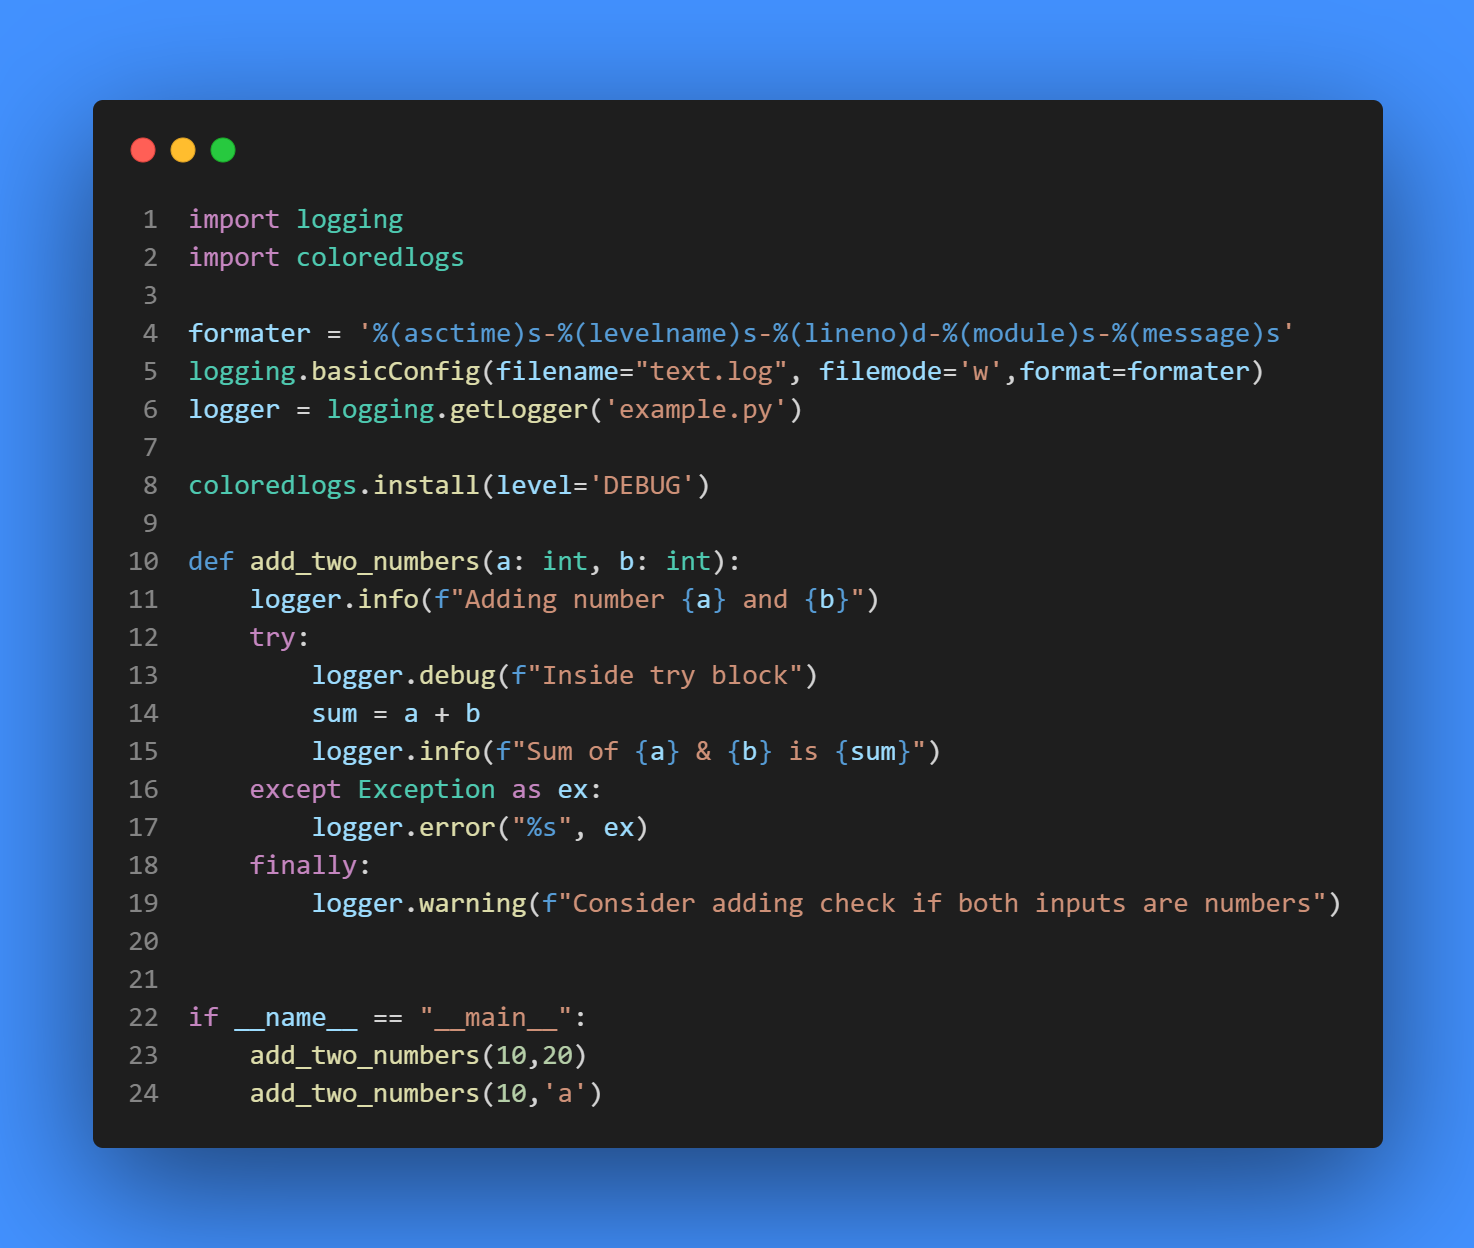 1 import logging
2 import coloredlogs
3
4 formater = '%(asctime)s-%(levelname)s-%(lineno)d-%(module)s-%(message)s'
5 logging.basicConfig(filename="text.log", filemode='w',format=formater)
6 logger = logging.getLogger('example.py')
7
8 coloredlogs.install(level='DEBUG')
9
10 def add_two_numbers(a: int, b: int):
11     logger.info(f"Adding number {a} and {b}")
12     try:
13         logger.debug(f"Inside try block")
14         sum = a + b
15         logger.info(f"Sum of {a} & {b} is {sum}")
16     except Exception as ex:
17         logger.error("%s", ex)
18     finally:
19         logger.warning(f"Consider adding check if both inputs are numbers")
20
21
22 if __name__ == "__main__":
23     add_two_numbers(10,20)
24     add_two_numbers(10,'a')